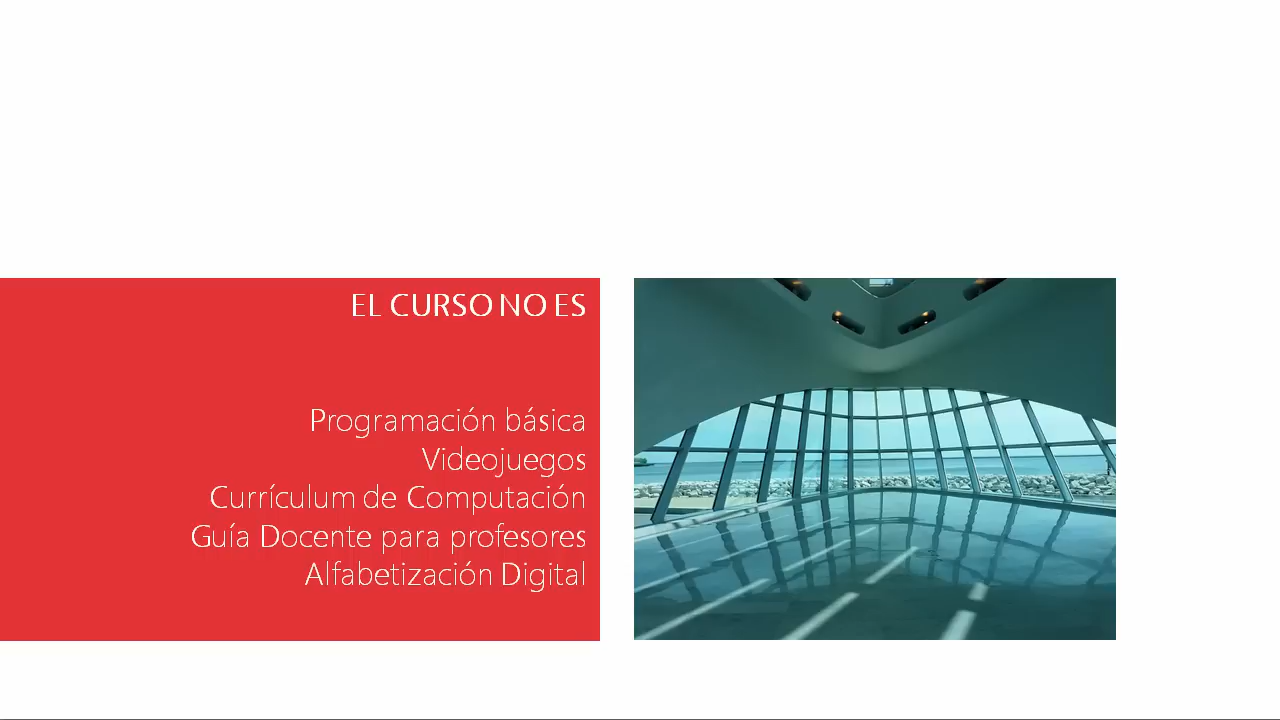 EL CURSO NO ES
Programación básica
Videojuegos
Currículum de Computación
Guía Docente para profesores
Alfabetización Digital